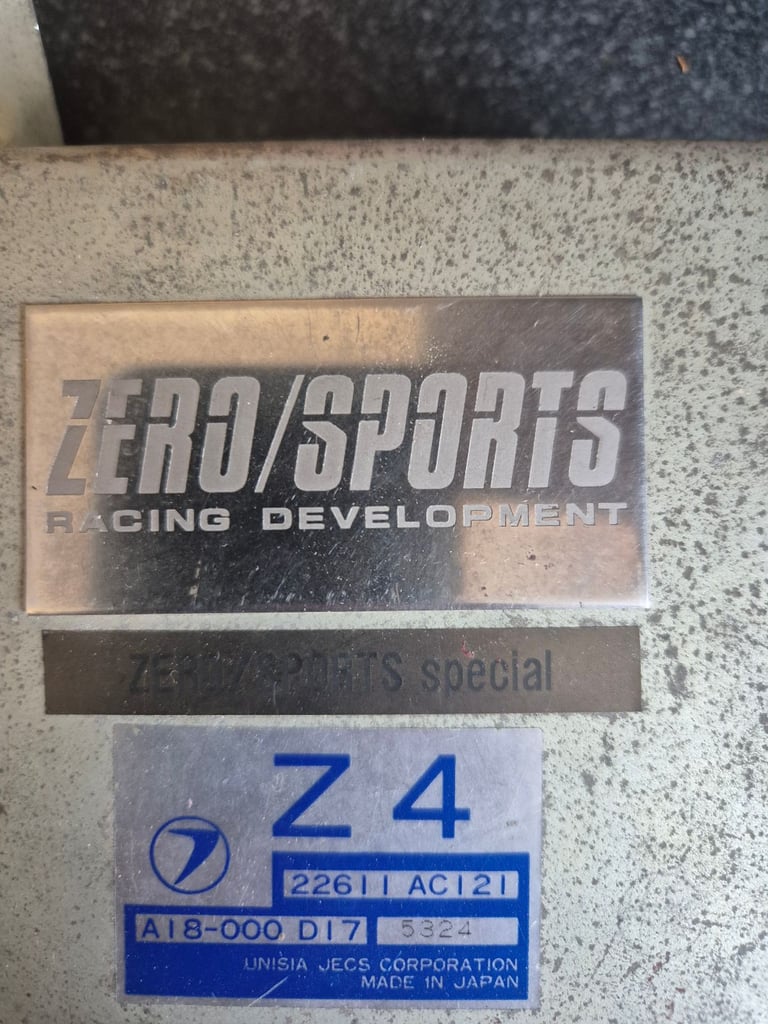 ZERO/SPORTS
RACING DEVELOPMENT
ZERO/SPORTS special
Z4
22611 AC121
A18-000 D17 5324
UNISIA JECS CORPORATION
MADE IN JAPAN